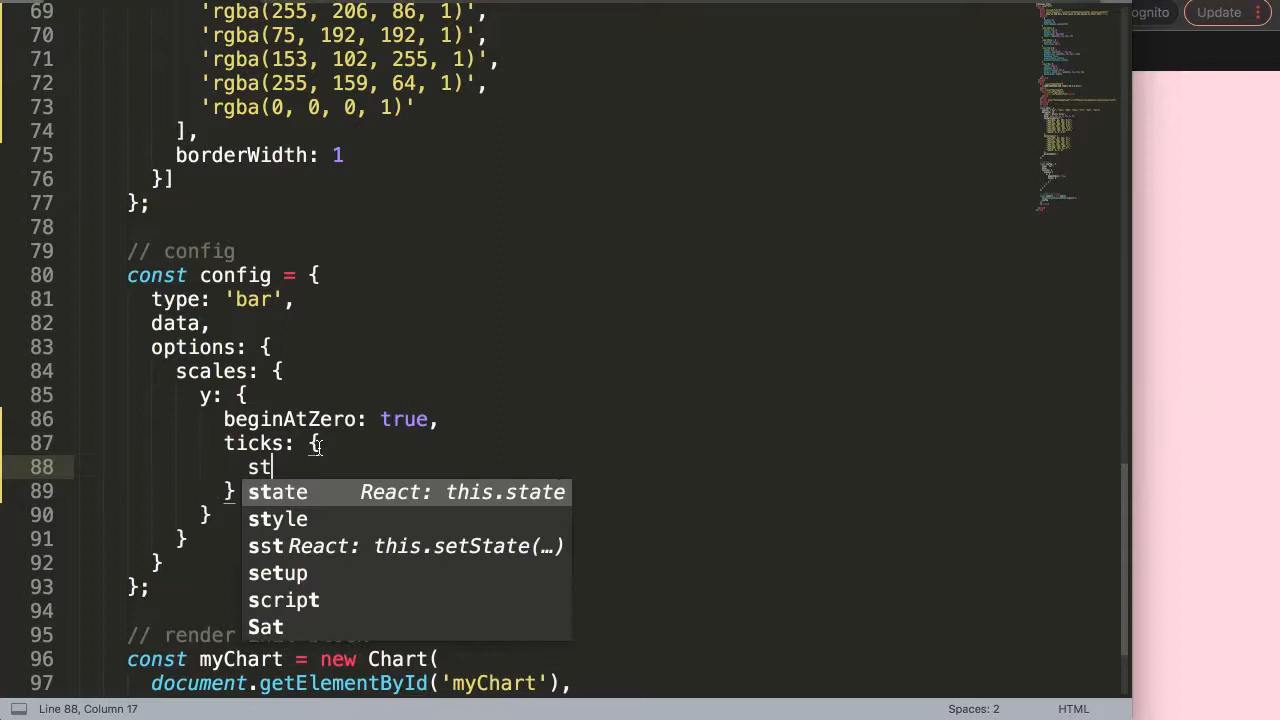 69 'rgba(255, 206, 86, 1)',
70 'rgba(75, 192, 192, 1)',
71 'rgba(153, 102, 255, 1)',
72 'rgba(255, 159, 64, 1)',
73 'rgba(0, 0, 0, 1)'
74 ],
75 borderWidth: 1
76 }]
77 };
78
79 // config
80 const config = {
81 type: 'bar',
82 data,
83 options: {
84 scales: {
85 y: {
86 beginAtZero: true,
87 ticks: {
88 st
state React: this.state
89 }
style
90 }
sst React: this.setState(…)
91 }
92 }
setup
93 };
script
94
Sat
95 // render
96 const myChart = new Chart(
97 document.getElementById('myChart'),
Update
Line 88, Column 17
Spaces: 2
HTML